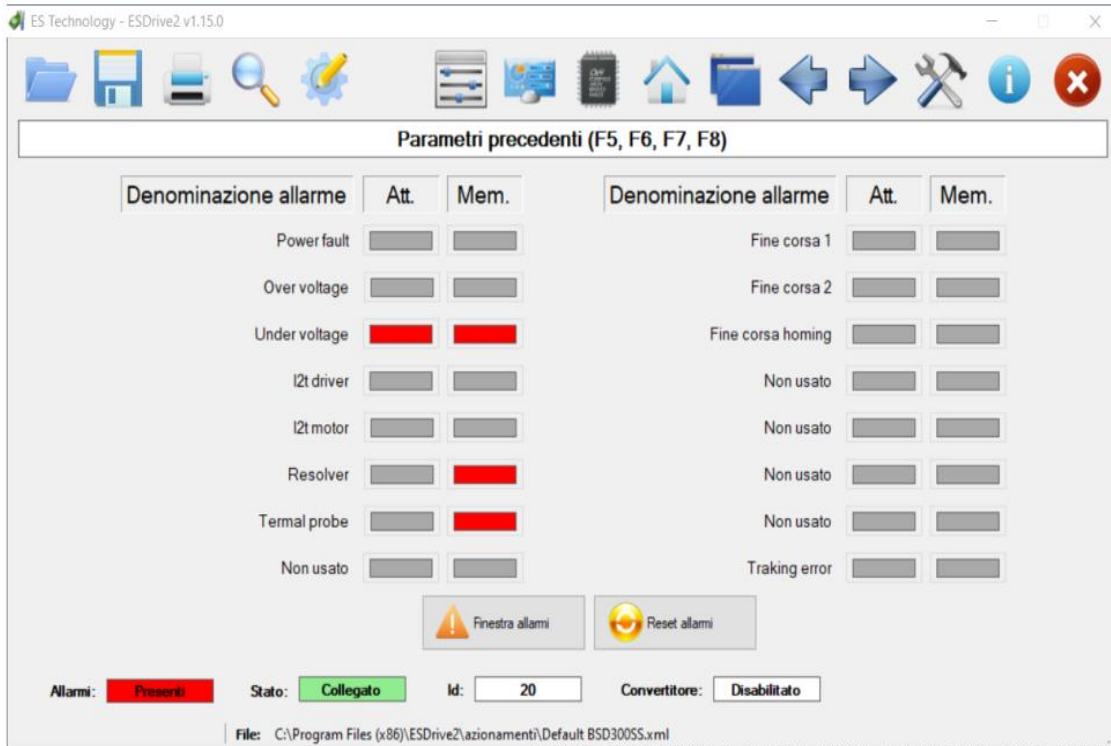 ES Technology - ESDrive2 v1.15.0
Parametri precedenti (F5, F6, F7, F8)
Denominazione allarme Att. Mem.
Power fault
Over voltage
Under voltage
I2t driver
I2t motor
Resolver
Termal probe
Non usato
Denominazione allarme Att. Mem.
Fine corsa 1
Fine corsa 2
Fine corsa homing
Non usato
Non usato
Non usato
Non usato
Traking error
Finestra allarmi
Reset allarmi
Allarmi: Presenti Stato: Collegato Id: 20 Convertitore: Disabilitato
File: C:\Program Files (x86)\ESDrive2\azionamenti\Default BSD300SS.xml